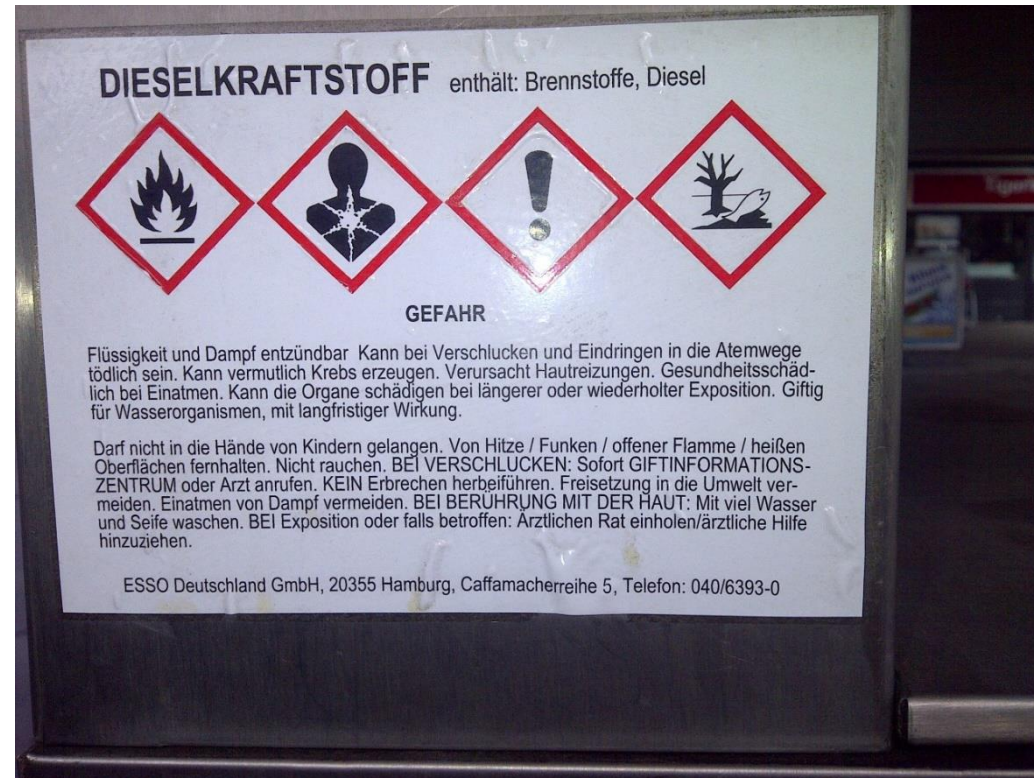 DIESELKRAFTSTOFF enthält: Brennstoffe, Diesel
GEFAHR
Flüssigkeit und Dampf entzündbar Kann bei Verschlucken und Eindringen in die Atemwege
tödlich sein. Kann vermutlich Krebs erzeugen. Verursacht Hautreizungen. Gesundheitsschäd-
lich bei Einatmen. Kann die Organe schädigen bei längerer oder wiederholter Exposition. Giftig
für Wasserorganismen, mit langfristiger Wirkung.
Darf nicht in die Hände von Kindern gelangen. Von Hitze / Funken / offener Flamme / heißen
Oberflächen fernhalten. Nicht rauchen. BEI VERSCHLUCKEN: Sofort GIFTINFORMATIONS-
ZENTRUM oder Arzt anrufen. KEIN Erbrechen herbeiführen. Freisetzung in die Umwelt ver-
meiden. Einatmen von Dampf vermeiden. BEI BERÜHRUNG MIT DER HAUT: Mit viel Wasser
und Seife waschen. BEI Exposition oder falls betroffen: Ärztlichen Rat einholen/ärztliche Hilfe
hinzuziehen.
ESSO Deutschland GmbH, 20355 Hamburg, Caffamacherreihe 5, Telefon: 040/6393-0